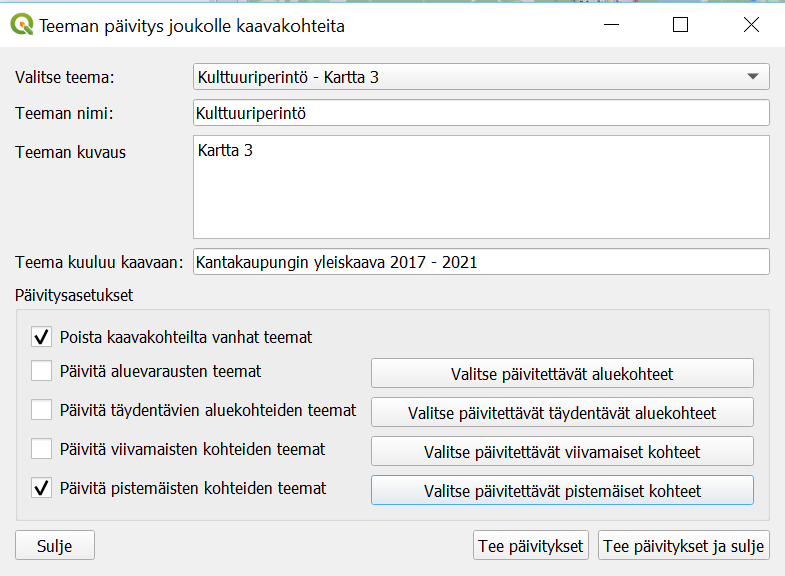 Teeman päivitys joukolle kaavakohteita
Valitse teema: Kulttuuriperintö - Kartta 3
Teeman nimi: Kulttuuriperintö
Teeman kuvaus Kartta 3
Teema kuuluu kaavaan: Kantakaupungin yleiskaava 2017 - 2021
Päivitysasetukset
Poista kaavakohteilta vanhat teemat
Päivitä aluevarausten teemat Valitse päivitettävät aluekohteet
Päivitä täydentävien aluekohteiden teemat Valitse päivitettävät täydentävät aluekohteet
Päivitä viivamaisten kohteiden teemat Valitse päivitettävät viivamaiset kohteet
Päivitä pistemäisten kohteiden teemat Valitse päivitettävät pistemäiset kohteet
Sulje Tee päivitykset Tee päivitykset ja sulje